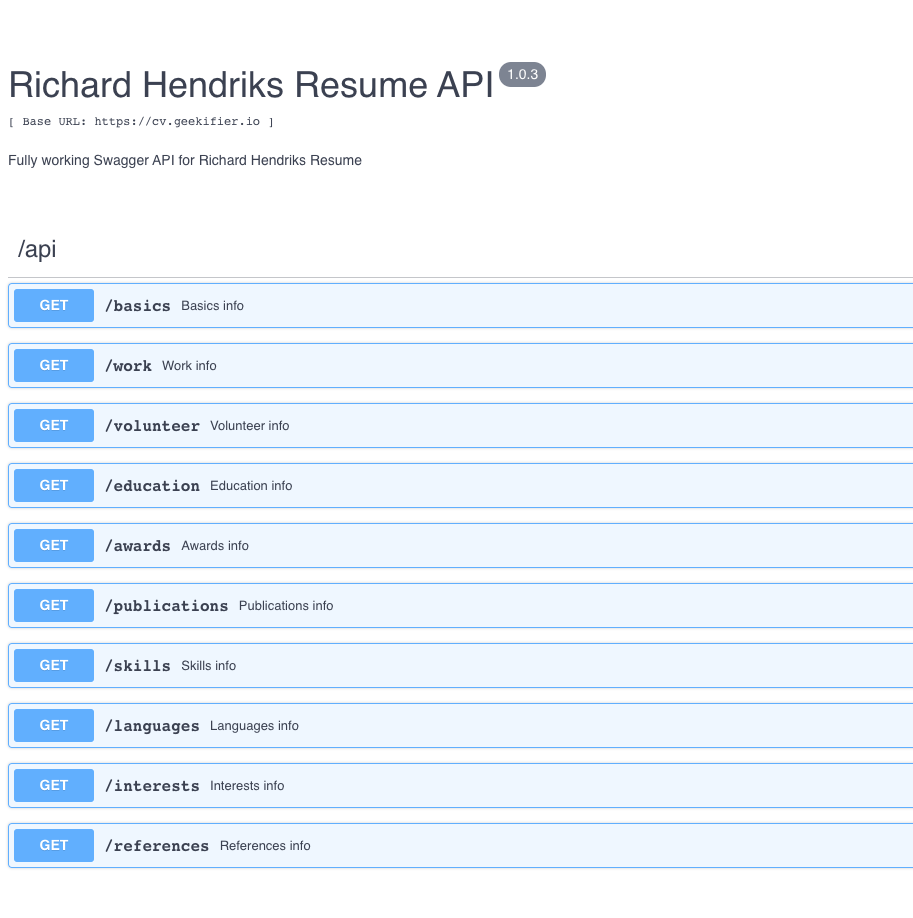 Richard Hendriks Resume API 1.0.3
[ Base URL: https://cv.geekifier.io ]
Fully working Swagger API for Richard Hendriks Resume
/api
GET /basics Basics info
GET /work Work info
GET /volunteer Volunteer info
GET /education Education info
GET /awards Awards info
GET /publications Publications info
GET /skills Skills info
GET /languages Languages info
GET /interests Interests info
GET /references References info